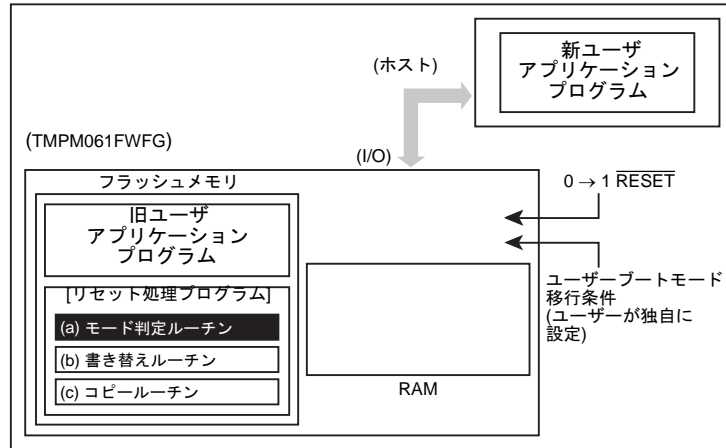 新ユーザ
アプリケーション
プログラム
(ホスト)
(TMPM061FWFG)
(I/O)
フラッシュメモリ
0 → 1 RESET
旧ユーザ
アプリケーション
プログラム
ユーザーブートモード
移行条件
(ユーザーが独自に
設定)
[リセット処理プログラム]
(a) モード判定ルーチン
(b) 書き替えルーチン
(c) コピールーチン
RAM